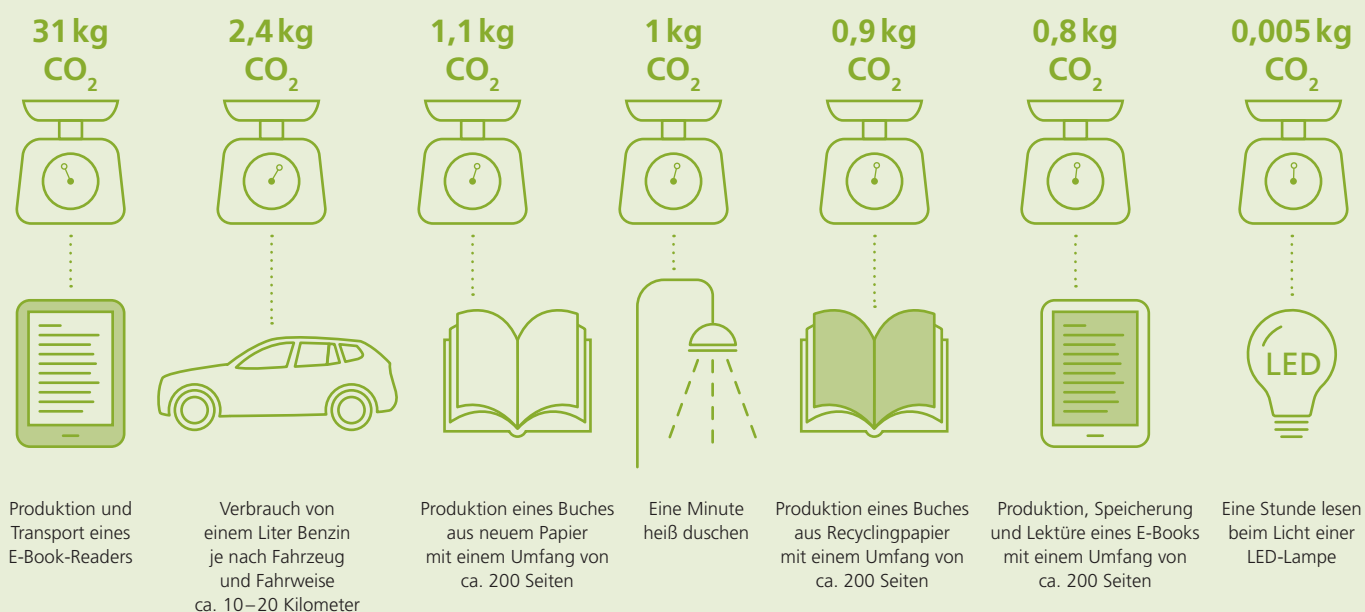 31 kg
CO₂
2,4 kg
CO₂
1,1 kg
CO₂
1 kg
CO₂
0,9 kg
CO₂
0,8 kg
CO₂
0,005 kg
CO₂
LED
Produktion und
Transport eines
E-Book-Readers
Verbrauch von
einem Liter Benzin
je nach Fahrzeug
und Fahrweise
ca. 10–20 Kilometer
Produktion eines Buches
aus neuem Papier
mit einem Umfang von
ca. 200 Seiten
Eine Minute
heiß duschen
Produktion eines Buches
aus Recyclingpapier
mit einem Umfang von
ca. 200 Seiten
Produktion, Speicherung
und Lektüre eines E-Books
mit einem Umfang von
ca. 200 Seiten
Eine Stunde lesen
beim Licht einer
LED-Lampe